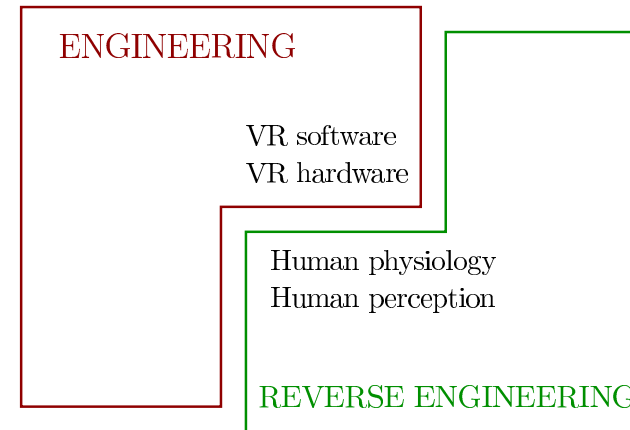 ENGINEERING
VR software
VR hardware
Human physiology
Human perception
REVERSE ENGINEERING